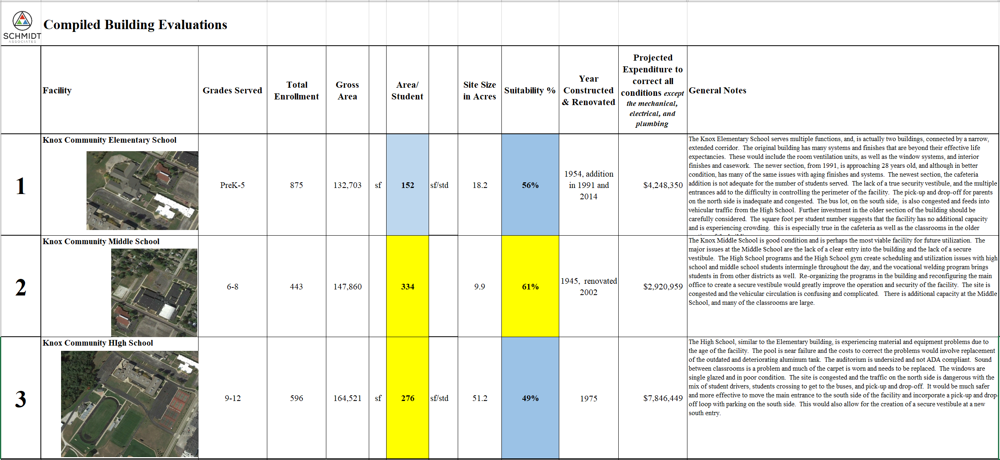 SCHMIDT
ASSOCIATES
Compiled Building Evaluations
Facility
Grades Served
Total
Enrollment
Gross
Area
Area/
Student
Site Size
in Acres
Suitability %
Year
Constructed
& Renovated
Projected
Expenditure to
correct all
conditions except
the mechanical,
electrical, and
plumbing
General Notes
1
Knox Community Elementary School
PreK-5
875
132,703
sf
152
sf/std
18.2
56%
1954, addition
in 1991 and
2014
$4,248,350
The Knox Elementary School serves multiple functions, and, is actually two buildings, connected by a narrow,
extended corridor. The original building has many systems and finishes that are beyond their effective life
expectancies. These would include the room ventilation units, as well as the window systems, and interior
finishes and casework. The newer section, from 1991, is approaching 28 years old, and although in better
condition, has many of the same issues with aging finishes and systems. The newest section, the cafeteria
addition is not adequate for the number of students served. The lack of a true security vestibule, and the multiple
entrances add to the difficulty in controlling the perimeter of the facility. The pick-up and drop-off for parents
on the north side is inadequate and congested. The bus lot, on the south side, is also congested and feeds into
vehicular traffic from the High School. Further investment in the older section of the building should be
carefully considered. The square foot per student number suggests that the facility has no additional capacity
and is experiencing crowding. this is especially true in the cafeteria as well as the classrooms in the older
2
Knox Community Middle School
6-8
443
147,860
334
9.9
61%
1945, renovated
2002
$2,920,959
The Knox Middle School is good condition and is perhaps the most viable facility for future utilization. The
major issues at the Middle School are the lack of a clear entry into the building and the lack of a secure
vestibule. The High School programs and the High School gym create scheduling and utilization issues with high
school and middle school students intermingle throughout the day, and the vocational welding program brings
students in from other districts as well. Re-organizing the programs in the building and reconfiguring the main
office to create a secure vestibule would greatly improve the operation and security of the facility. The site is
congested and the vehicular circulation is confusing and complicated. There is additional capacity at the Middle
School, and many of the classrooms are large.
3
Knox Community HIgh School
9-12
596
164,521
sf
276
sf/std
51.2
49%
1975
$7,846,449
The High School, similar to the Elementary building, is experiencing material and equipment problems due to
the age of the facility. The pool is near failure and the costs to correct the problems would involve replacement
of the outdated and deteriorating aluminum tank. The auditorium is undersized and not ADA compliant. Sound
between classrooms is a problem and much of the carpet is worn and needs to be replaced. The windows are
single glazed and in poor condition. The site is congested and the traffic on the north side is dangerous with the
mix of student drivers, students crossing to get to the buses, and pick-up and drop-off. It would be much safer
and more effective to move the main entrance to the south side of the facility and incorporate a pick-up and drop-
off loop with parking on the south side. This would also allow for the creation of a secure vestibule at a new
south entry.